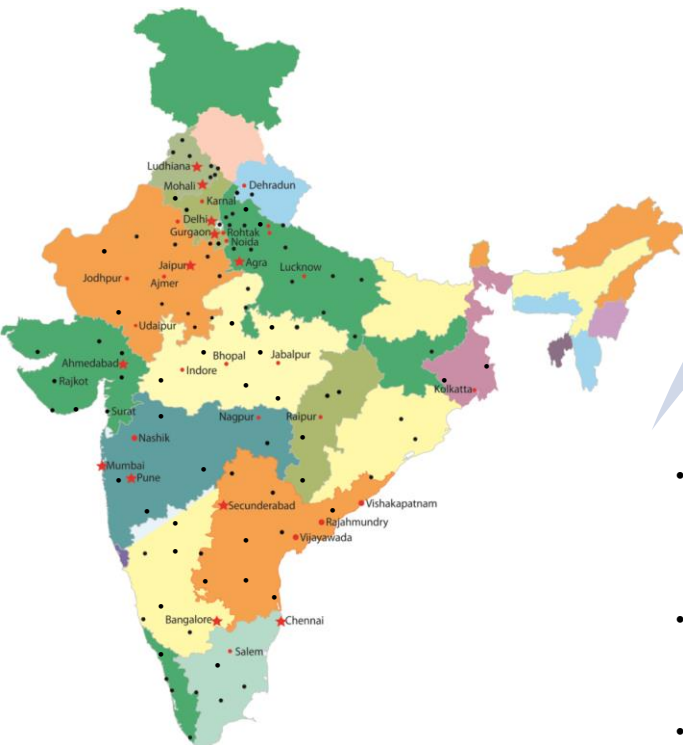 Ludhiana
Mohali
Dehradun
Karnal
Delhi
Gurgaon
Rohtak
Noida
Jaipur
Agra
Lucknow
Jodhpur
Ajmer
Udaipur
Ahmedabad
Bhopal
Jabalpur
Indore
Rajkot
Kolkatta
Surat
Nagpur
Raipur
Nashik
Mumbai
Pune
Secunderabad
Vishakapatnam
Rajahmundry
Vijayawada
Bangalore
Chennai
Salem